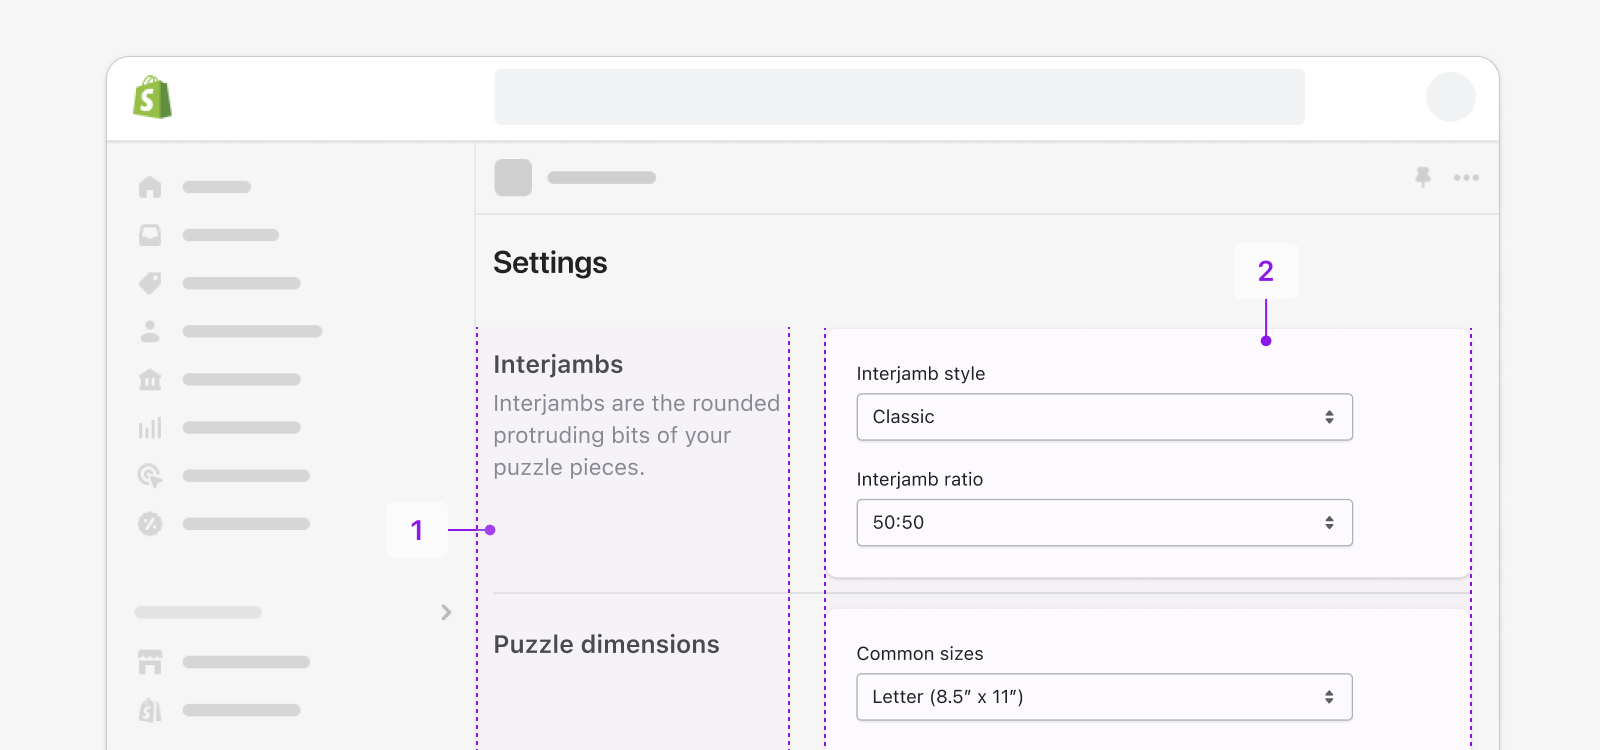 S
Settings
2
Interjambs
Interjambs are the rounded
protruding bits of your
puzzle pieces.
Interjamb style
Classic
Interjamb ratio
50:50
1
Puzzle dimensions
Common sizes
Letter (8.5” x 11”)
S